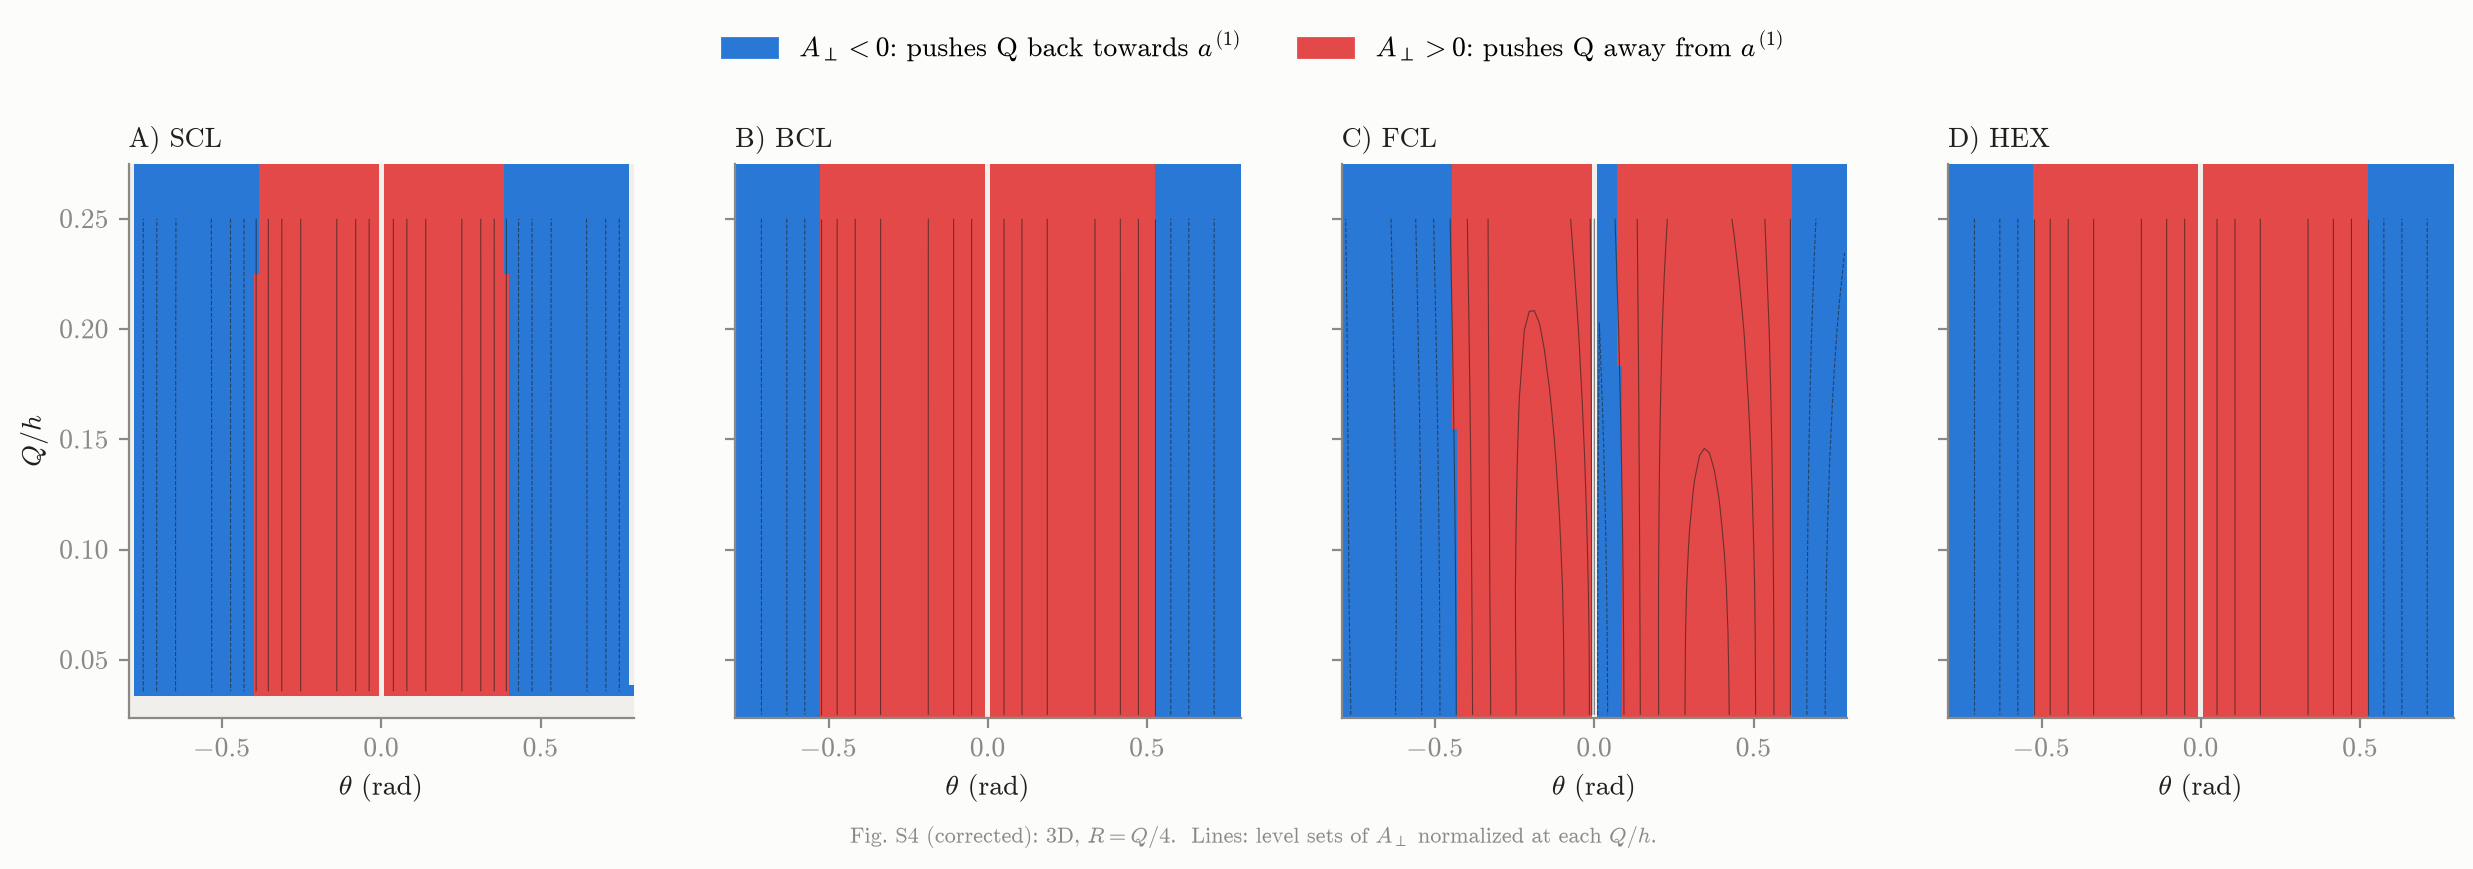 A⊥ < 0: pushes Q back towards a⁽¹⁾ A⊥ > 0: pushes Q away from a⁽¹⁾
A) SCL B) BCL C) FCL D) HEX
0.25
0.20
0.15
0.10
0.05
Q/h
−0.5 0.0 0.5 −0.5 0.0 0.5 −0.5 0.0 0.5 −0.5 0.0 0.5
θ (rad) θ (rad) θ (rad) θ (rad)
Fig. S4 (corrected): 3D, R = Q/4. Lines: level sets of A⊥ normalized at each Q/h.